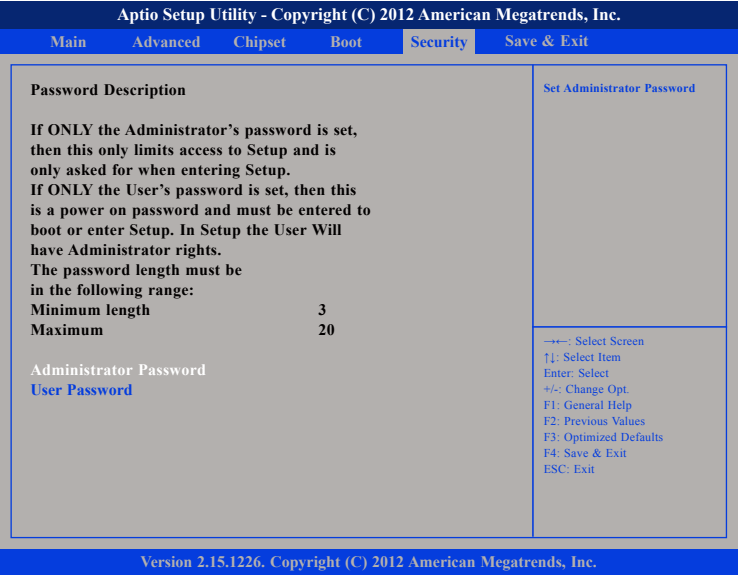 Aptio Setup Utility - Copyright (C) 2012 American Megatrends, Inc.
Main Advanced Chipset Boot Security Save & Exit
Password Description
If ONLY the Administrator's password is set,
then this only limits access to Setup and is
only asked for when entering Setup.
If ONLY the User's password is set, then this
is a power on password and must be entered to
boot or enter Setup. In Setup the User Will
have Administrator rights.
The password length must be
in the following range:
Minimum length 3
Maximum 20
Administrator Password
User Password
Set Administrator Password
→←: Select Screen
↑↓: Select Item
Enter: Select
+/-: Change Opt.
F1: General Help
F2: Previous Values
F3: Optimized Defaults
F4: Save & Exit
ESC: Exit
Version 2.15.1226. Copyright (C) 2012 American Megatrends, Inc.